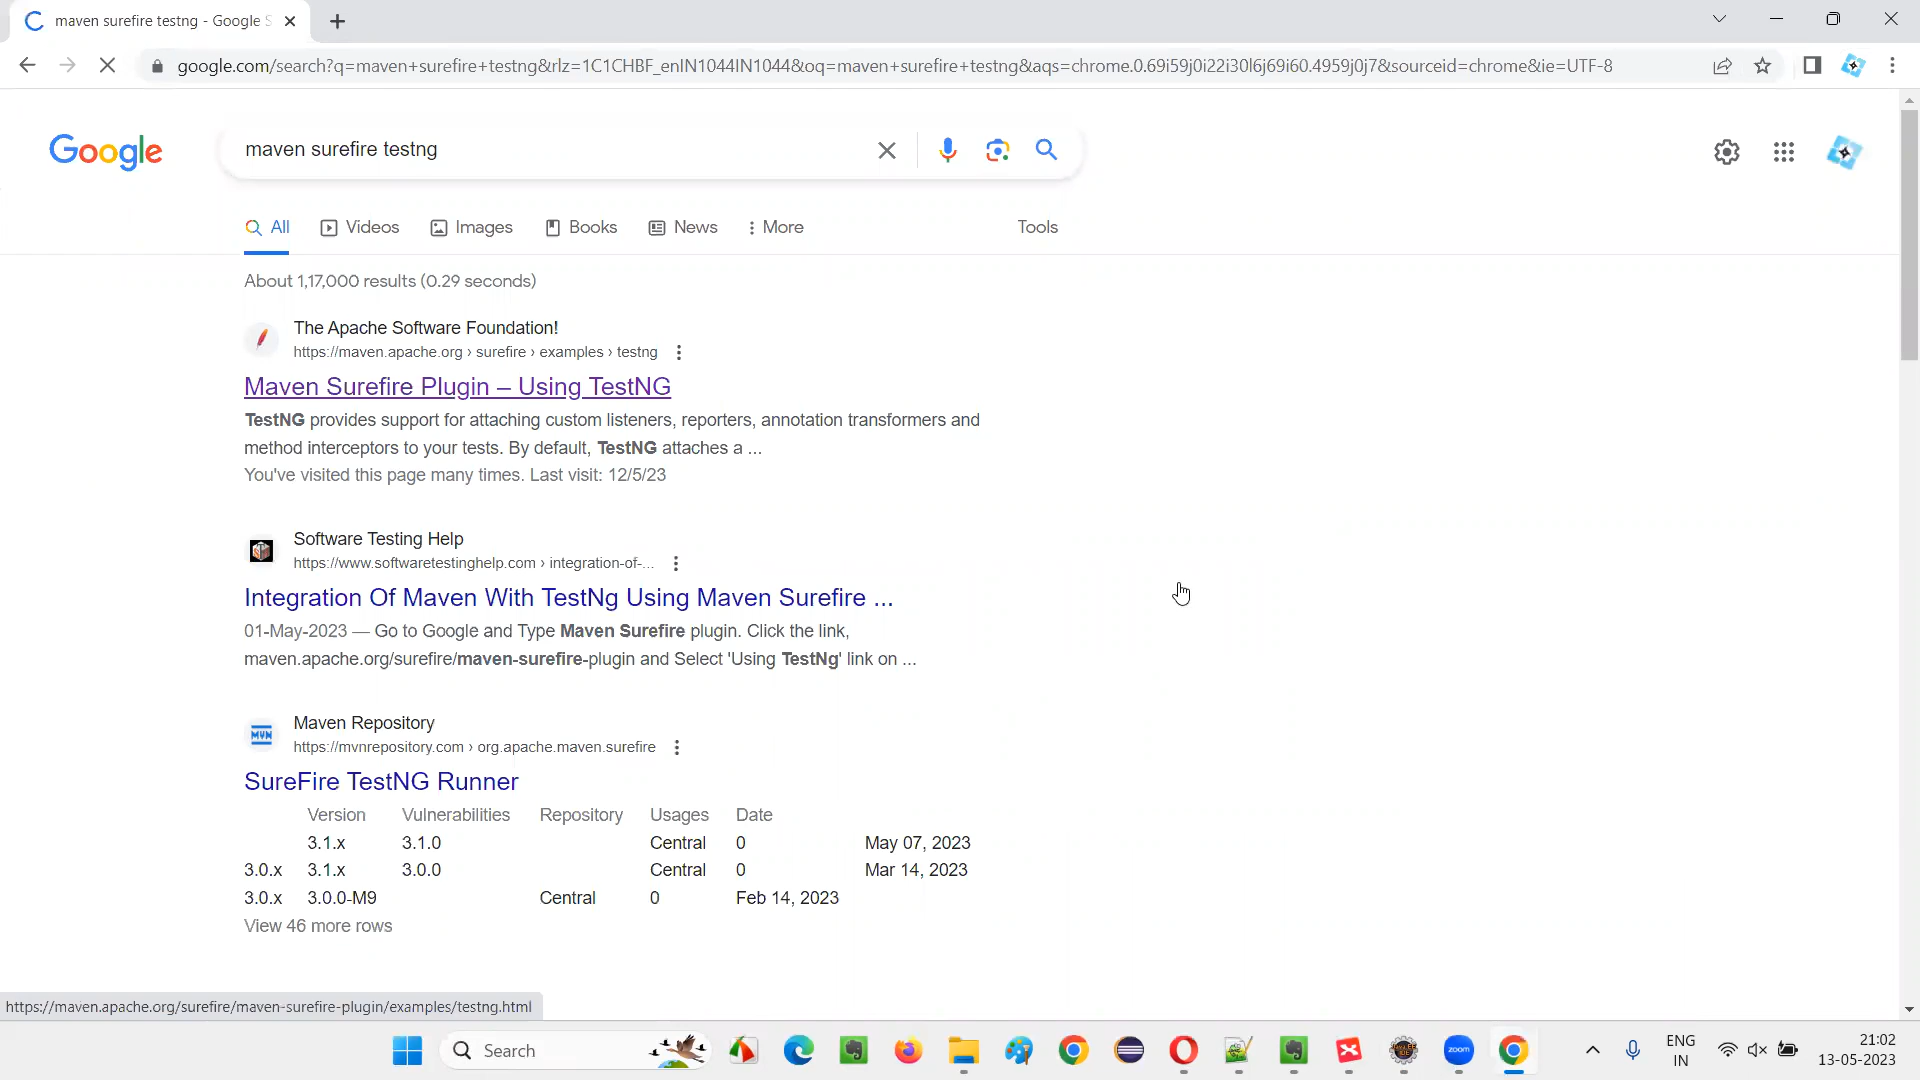 maven surefire testng - Google S
google.com/search?q=maven+surefire+testng&rlz=1C1CHBF_enIN1044IN1044&oq=maven+surefire+testng&aqs=chrome.0.69i59j0i22i30l6j69i60.4959j0j7&sourceid=chrome&ie=UTF-8
Google
maven surefire testng
All Videos Images Books News More Tools
About 1,17,000 results (0.29 seconds)
The Apache Software Foundation!
https://maven.apache.org › surefire › examples › testng
Maven Surefire Plugin – Using TestNG
TestNG provides support for attaching custom listeners, reporters, annotation transformers and
method interceptors to your tests. By default, TestNG attaches a ...
You've visited this page many times. Last visit: 12/5/23
Software Testing Help
https://www.softwaretestinghelp.com › integration-of-...
Integration Of Maven With TestNg Using Maven Surefire ...
01-May-2023 — Go to Google and Type Maven Surefire plugin. Click the link,
maven.apache.org/surefire/maven-surefire-plugin and Select 'Using TestNg' link on ...
MVN
Maven Repository
https://mvnrepository.com › org.apache.maven.surefire
SureFire TestNG Runner
Version Vulnerabilities Repository Usages Date
3.1.x 3.1.0 Central 0 May 07, 2023
3.0.x 3.1.x 3.0.0 Central 0 Mar 14, 2023
3.0.x 3.0.0-M9 Central 0 Feb 14, 2023
View 46 more rows
https://maven.apache.org/surefire/maven-surefire-plugin/examples/testng.html
Search
zoom
ENG
IN
21:02
13-05-2023